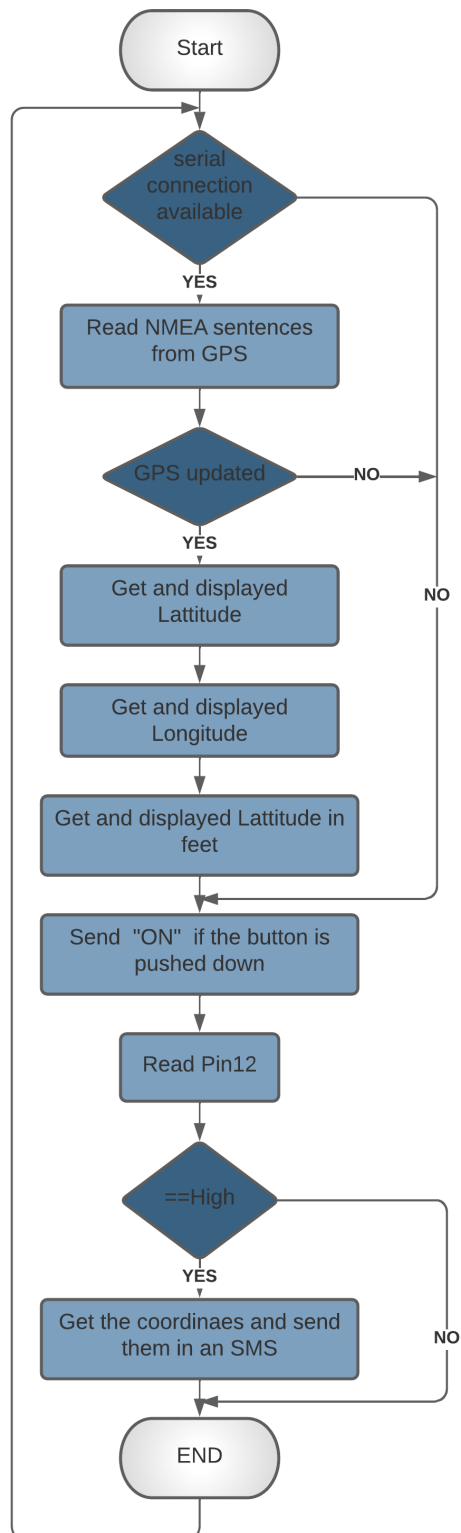 Start
serial
connection
available
YES
Read NMEA sentences
from GPS
GPS updated
NO
YES
Get and displayed
Lattitude
NO
Get and displayed
Longitude
Get and displayed Lattitude in
feet
Send "ON" if the button is
pushed down
Read Pin12
==High
YES
Get the coordinaes and send
them in an SMS
NO
END